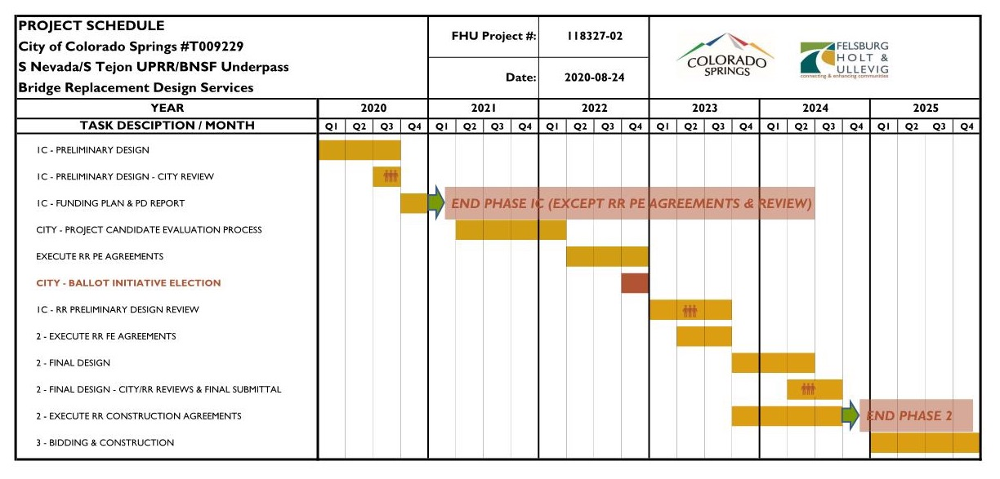 PROJECT SCHEDULE
City of Colorado Springs #T009229
S Nevada/S Tejon UPRR/BNSF Underpass
Bridge Replacement Design Services
FHU Project #: 118327-02
Date: 2020-08-24
COLORADO
SPRINGS
FELSBURG
HOLT &
ULLEVIG
connecting & enhancing communities
YEAR 2020 2021 2022 2023 2024 2025
TASK DESCIPTION / MONTH Q1 Q2 Q3 Q4 Q1 Q2 Q3 Q4 Q1 Q2 Q3 Q4 Q1 Q2 Q3 Q4 Q1 Q2 Q3 Q4 Q1 Q2 Q3 Q4
1C - PRELIMINARY DESIGN
1C - PRELIMINARY DESIGN - CITY REVIEW
1C - FUNDING PLAN & PD REPORT END PHASE 1C (EXCEPT RR PE AGREEMENTS & REVIEW)
CITY - PROJECT CANDIDATE EVALUATION PROCESS
EXECUTE RR PE AGREEMENTS
CITY - BALLOT INITIATIVE ELECTION
1C - RR PRELIMINARY DESIGN REVIEW
2 - EXECUTE RR FE AGREEMENTS
2 - FINAL DESIGN
2 - FINAL DESIGN - CITY/RR REVIEWS & FINAL SUBMITTAL
2 - EXECUTE RR CONSTRUCTION AGREEMENTS END PHASE 2
3 - BIDDING & CONSTRUCTION